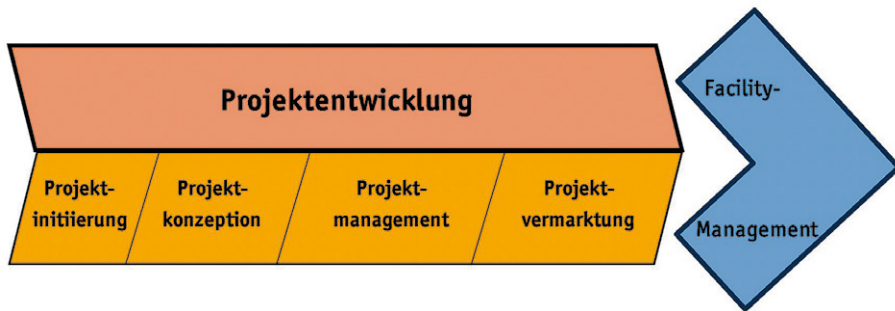 Projektentwicklung
Projekt-
initiierung
Projekt-
konzeption
Projekt-
management
Projekt-
vermarktung
Facility-
Management